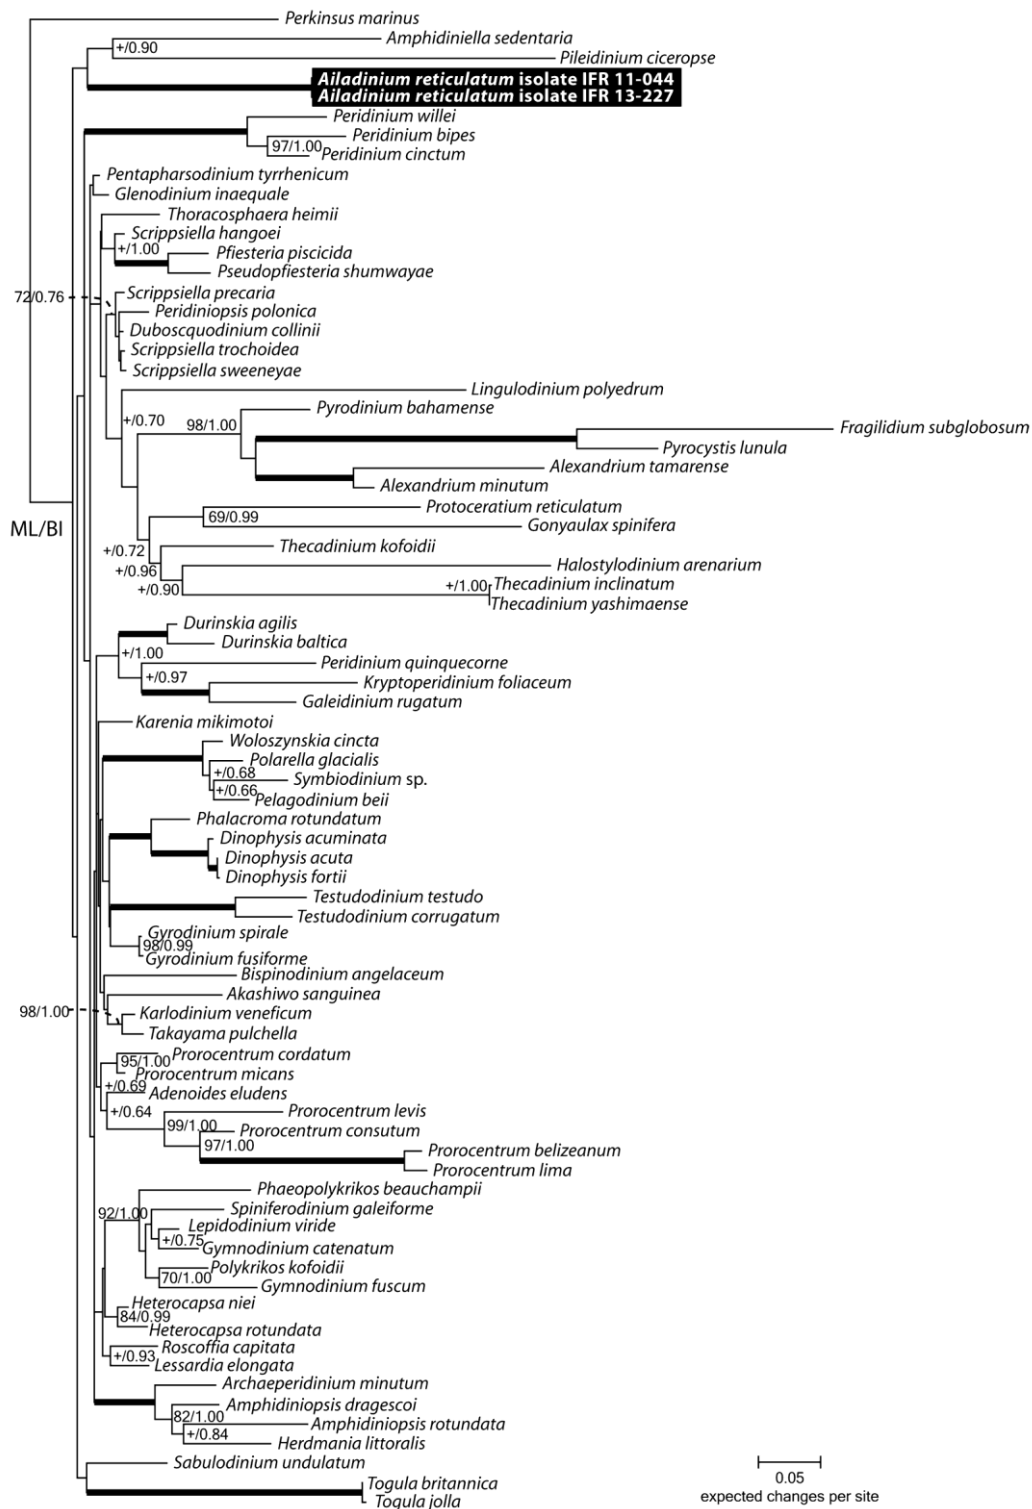 Perkinsus marinus
Amphidiniella sedentaria
+/0.90
Pileidinium ciceropse
Ailadinium reticulatum isolate IFR 11-044
Ailadinium reticulatum isolate IFR 13-227
Peridinium willei
Peridinium bipes
97/1.00
Peridinium cinctum
Pentapharsodinium tyrrhenicum
Glenodinium inaequale
Thoracosphaera heimii
Scrippsiella hangoei
+/1.00
Pfiesteria piscicida
Pseudopfiesteria shumwayae
72/0.76
Scrippsiella precaria
Peridiniopsis polonica
Duboscquodinium collinii
Scrippsiella trochoidea
Scrippsiella sweeneyae
Lingulodinium polyedrum
+/0.70
Pyrodinium bahamense
98/1.00
Fragilidium subglobosum
Pyrocystis lunula
Alexandrium tamarense
Alexandrium minutum
Protoceratium reticulatum
69/0.99
Gonyaulax spinifera
ML/BI
Thecadinium kofoidii
+/0.72
Halostylodinium arenarium
+/0.96
+/0.90
+/1.00
Thecadinium inclinatum
Thecadinium yashimaense
Durinskia agilis
Durinskia baltica
+/1.00
Peridinium quinquecorne
+/0.97
Kryptoperidinium foliaceum
Galeidinium rugatum
Karenia mikimotoi
Woloszynskia cincta
Polarella glacialis
+/0.68
Symbiodinium sp.
+/0.66
Pelagodinium beii
Phalacroma rotundatum
Dinophysis acuminata
Dinophysis acuta
Dinophysis fortii
Testudodinium testudo
Testudodinium corrugatum
Gyrodinium spirale
98/0.99
Gyrodinium fusiforme
Bispinodinium angelaceum
Akashiwo sanguinea
98/1.00
Karlodinium veneficum
Takayama pulchella
Prorocentrum cordatum
95/1.00
Prorocentrum micans
+/0.69
Adenoides eludens
+/0.64
Prorocentrum levis
99/1.00
Prorocentrum consutum
97/1.00
Prorocentrum belizeanum
Prorocentrum lima
Phaeopolykrikos beauchampii
92/1.00
Spiniferodinium galeiforme
Lepidodinium viride
+/0.75
Gymnodinium catenatum
Polykrikos kofoidii
70/1.00
Gymnodinium fuscum
Heterocapsa niei
84/0.99
Heterocapsa rotundata
Roscoffia capitata
+/0.93
Lessardia elongata
Archaeperidinium minutum
Amphidiniopsis dragescoi
82/1.00
Amphidiniopsis rotundata
+/0.84
Herdmania littoralis
Sabulodinium undulatum
Togula britannica
Togula jolla
0.05
expected changes per site